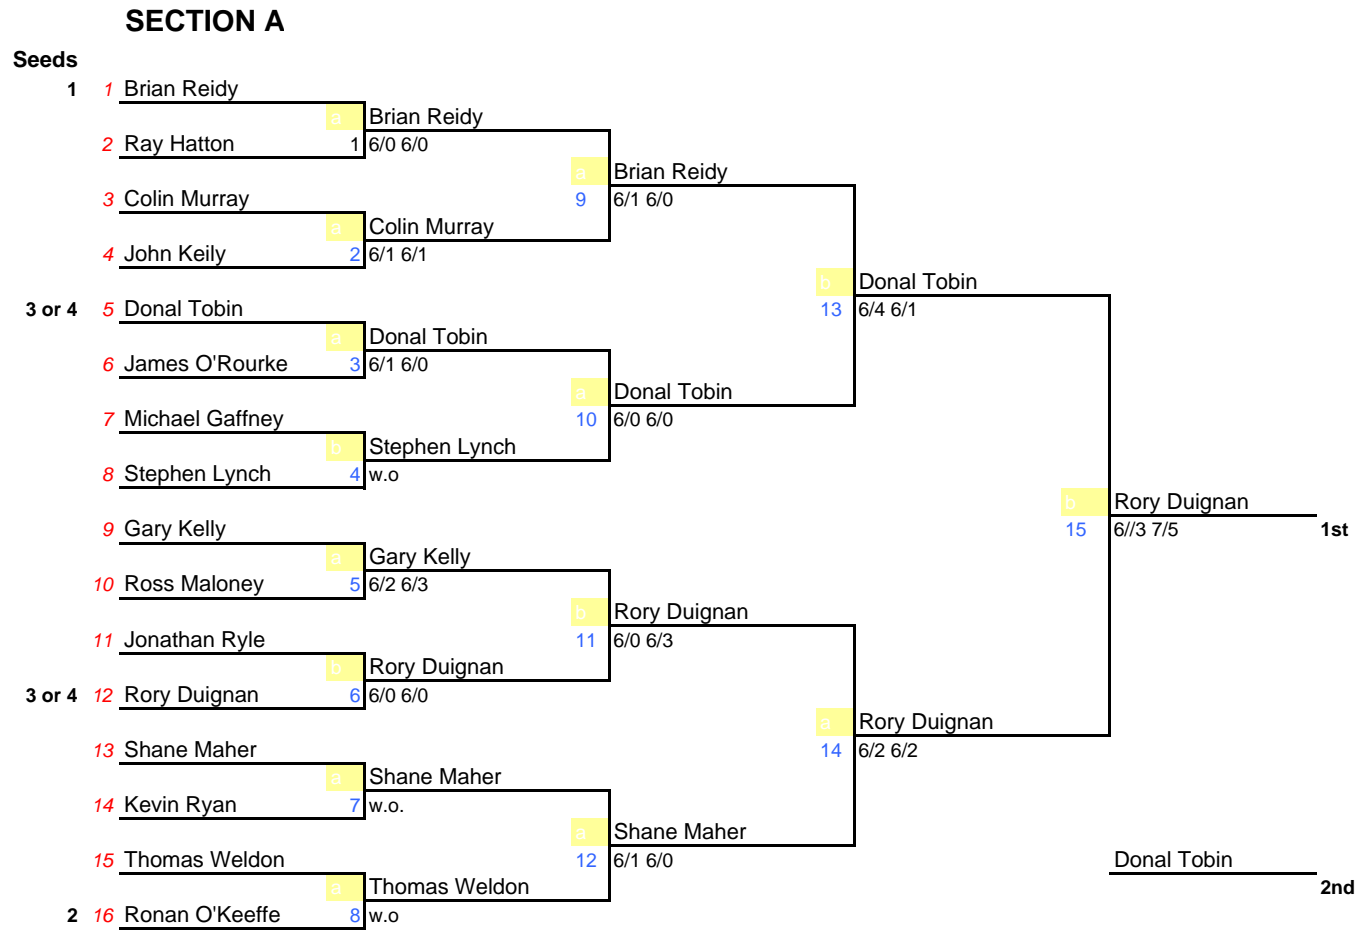 SECTION A
Seeds
1 1 Brian Reidy
a Brian Reidy
2 Ray Hatton 1 6/0 6/0
a Brian Reidy
3 Colin Murray 9 6/1 6/0
a Colin Murray
4 John Keily 2 6/1 6/1
b Donal Tobin
3 or 4 5 Donal Tobin 13 6/4 6/1
a Donal Tobin
6 James O'Rourke 3 6/1 6/0
a Donal Tobin
7 Michael Gaffney 10 6/0 6/0
b Stephen Lynch
8 Stephen Lynch 4 w.o
b Rory Duignan
9 Gary Kelly 15 6//3 7/5 1st
a Gary Kelly
10 Ross Maloney 5 6/2 6/3
b Rory Duignan
11 Jonathan Ryle 11 6/0 6/3
b Rory Duignan
3 or 4 12 Rory Duignan 6 6/0 6/0
a Rory Duignan
13 Shane Maher 14 6/2 6/2
a Shane Maher
14 Kevin Ryan 7 w.o.
a Shane Maher
15 Thomas Weldon 12 6/1 6/0 Donal Tobin
a Thomas Weldon 2nd
2 16 Ronan O'Keeffe 8 w.o